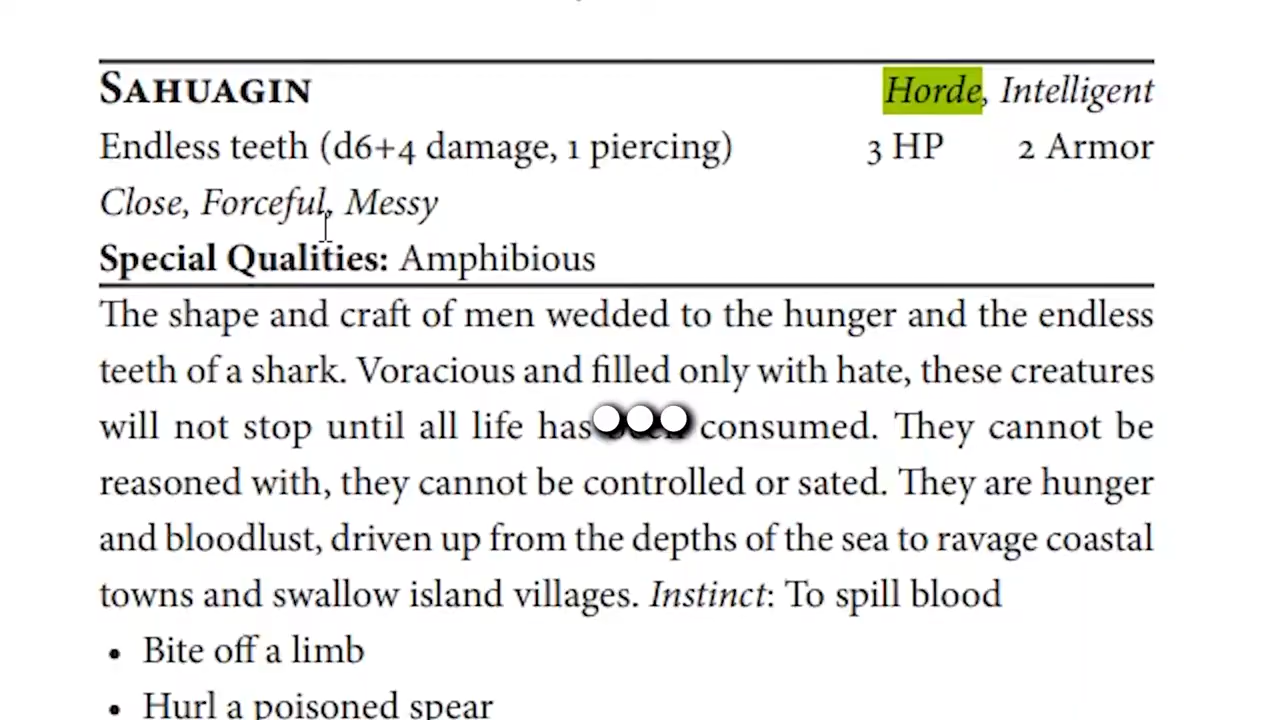 SAHUAGIN Horde, Intelligent
Endless teeth (d6+4 damage, 1 piercing) 3 HP 2 Armor
Close, Forceful, Messy
Special Qualities: Amphibious
The shape and craft of men wedded to the hunger and the endless
teeth of a shark. Voracious and filled only with hate, these creatures
will not stop until all life has consumed. They cannot be
reasoned with, they cannot be controlled or sated. They are hunger
and bloodlust, driven up from the depths of the sea to ravage coastal
towns and swallow island villages. Instinct: To spill blood
• Bite off a limb
• Hurl a poisoned spear